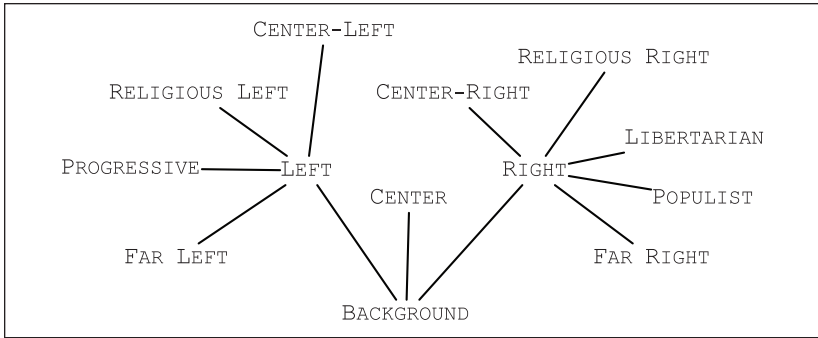 CENTER-LEFT
RELIGIOUS RIGHT
RELIGIOUS LEFT
CENTER-RIGHT
LIBERTARIAN
PROGRESSIVE
LEFT
RIGHT
CENTER
POPULIST
FAR LEFT
FAR RIGHT
BACKGROUND